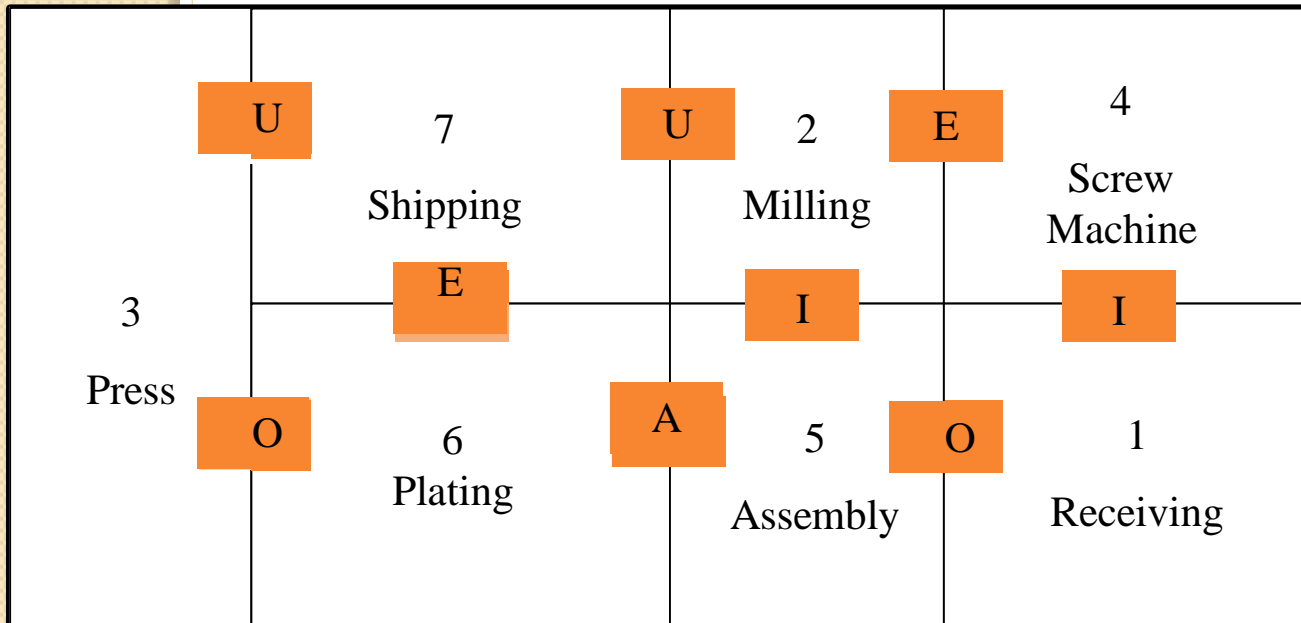 U
7
Shipping
U
2
Milling
E
4
Screw
Machine
3
Press
E
I
I
O
6
Plating
A
5
Assembly
O
1
Receiving